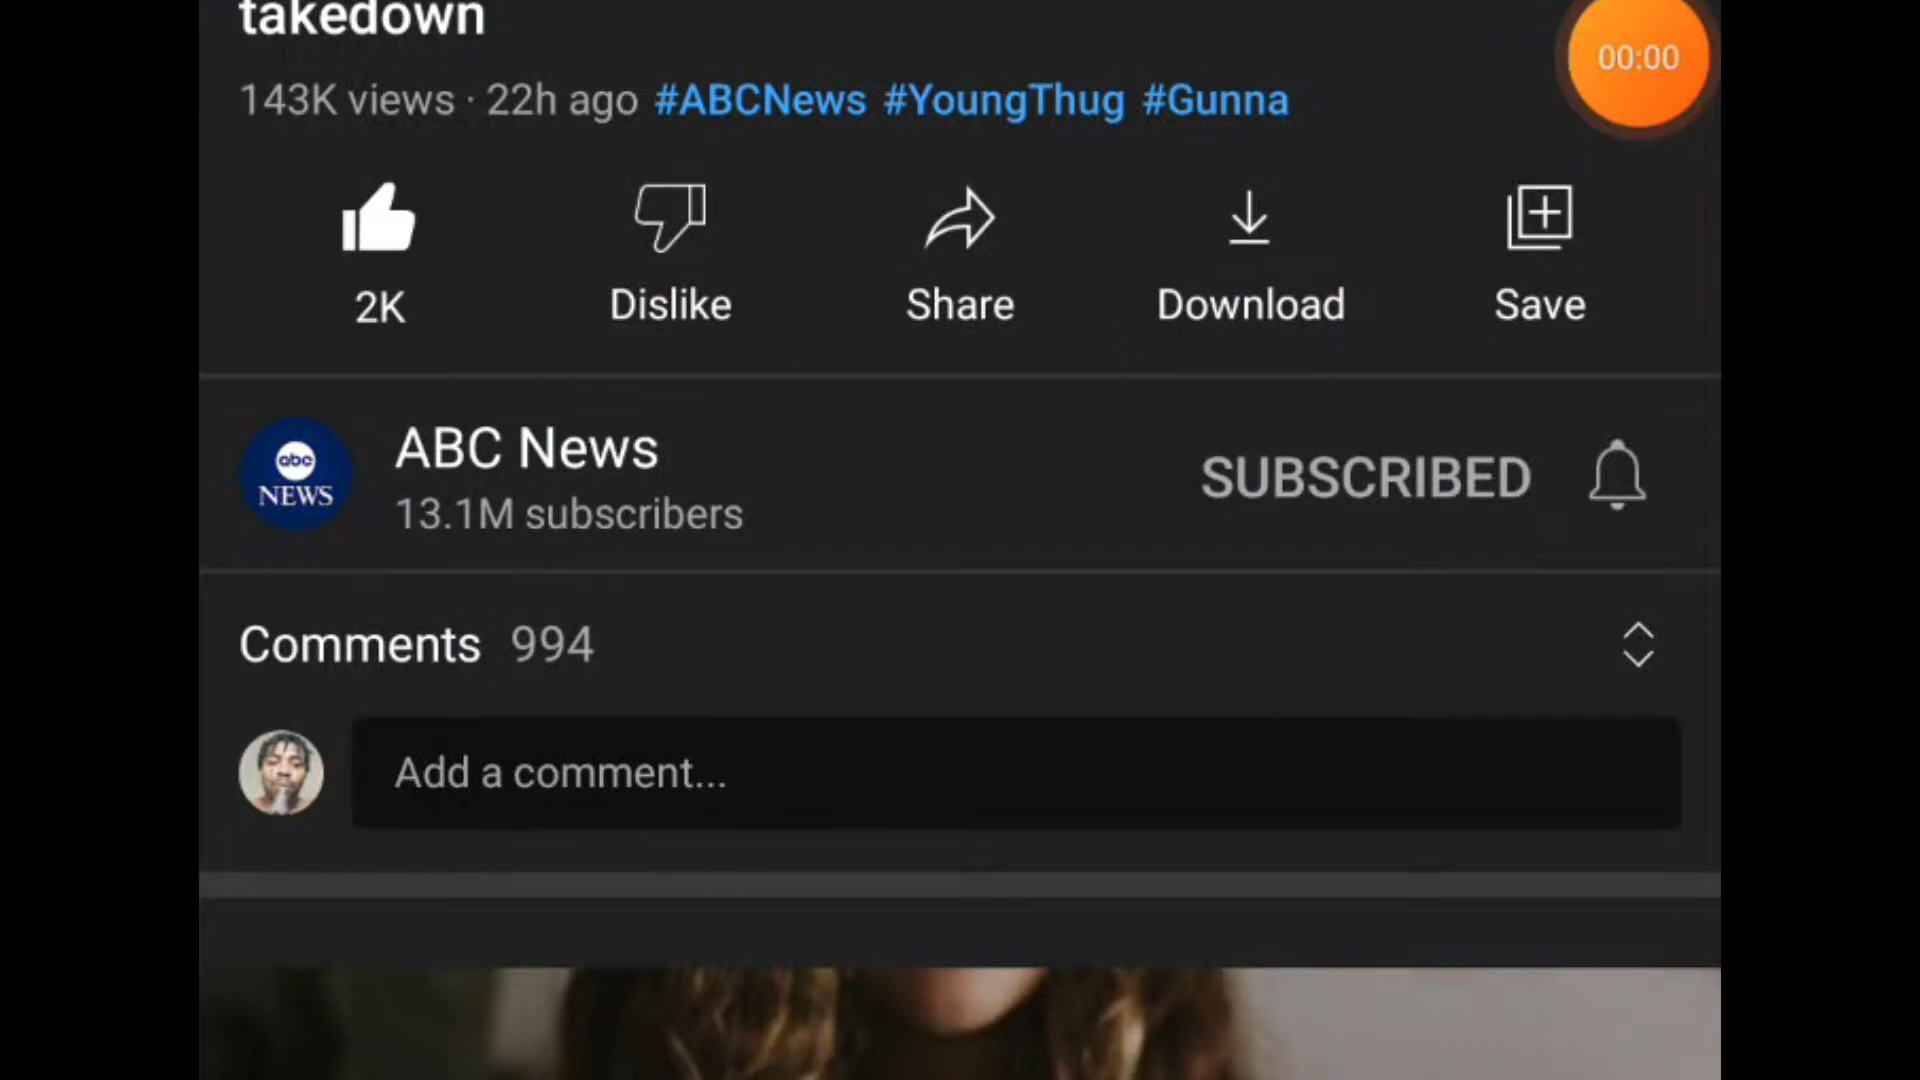 takedown
00:00
143K views · 22h ago #ABCNews #YoungThug #Gunna
2K Dislike Share Download Save
abc
NEWS
ABC News
13.1M subscribers
SUBSCRIBED
Comments 994
Add a comment...